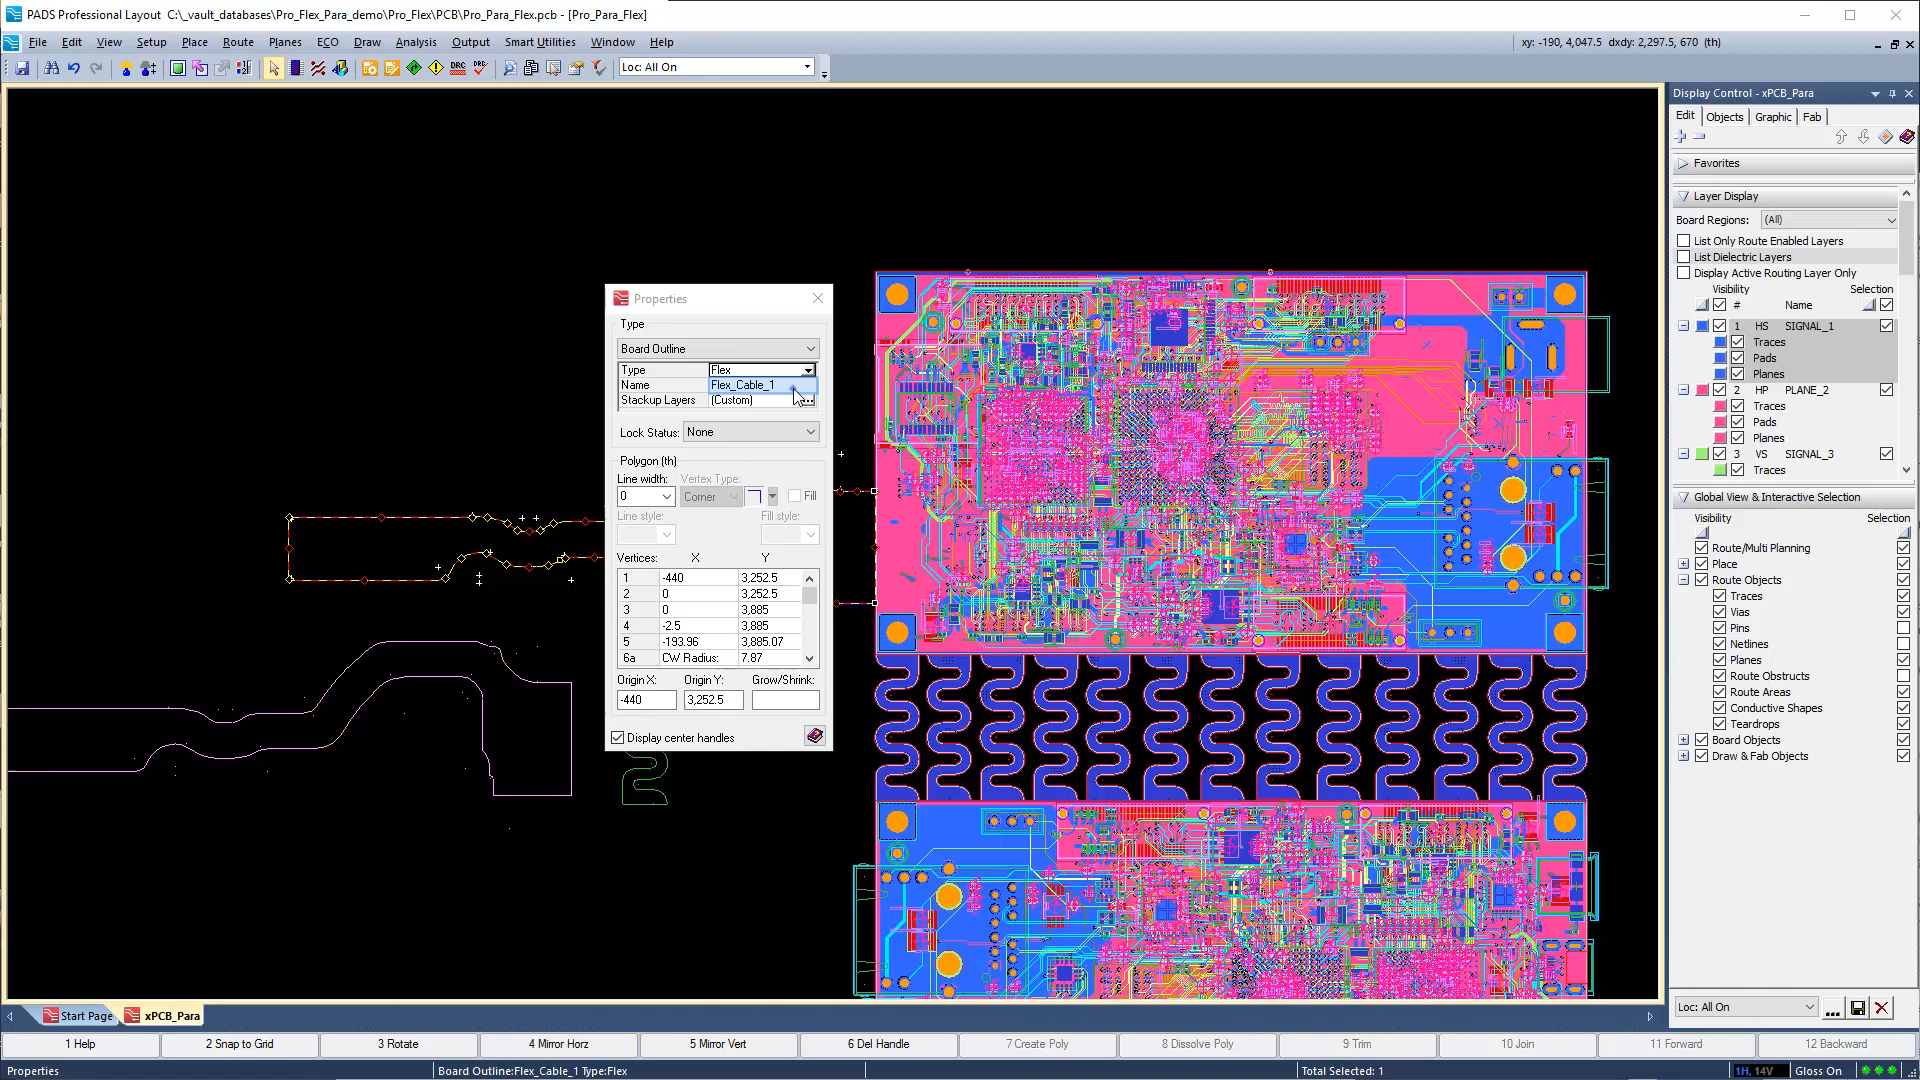 PADS Professional Layout  C:\_vault_databases\Pro_Flex_Para_demo\Pro_Flex\PCB\Pro_Para_Flex.pcb - [Pro_Para_Flex]
File Edit View Setup Place Route Planes ECO Draw Analysis Output Smart Utilities Window Help
xy: -190, 4,047.5 dxdy: 2,297.5, 670 (th)
Loc: All On
Properties
Type
Board Outline
Type Flex
Name Flex_Cable_1
Stackup Layers (Custom)
Lock Status: None
Polygon (th)
Line width: Vertex Type:
0 Corner Fill
Line style: Fill style:
Vertices: X Y
1 -440 3,252.5
2 0 3,252.5
3 0 3,885
4 -2.5 3,885
5 -193.96 3,885.07
6a CW Radius: 7.87
Origin X: Origin Y: Grow/Shrink:
-440 3,252.5
Display center handles
Display Control - xPCB_Para
Edit Objects Graphic Fab
Favorites
Layer Display
Board Regions: (All)
List Only Route Enabled Layers
List Dielectric Layers
Display Active Routing Layer Only
Visibility Selection
# Name
1 HS SIGNAL_1
Traces
Pads
Planes
2 HP PLANE_2
Traces
Pads
Planes
3 VS SIGNAL_3
Traces
Global View & Interactive Selection
Visibility Selection
Route/Multi Planning
Place
Route Objects
Traces
Vias
Pins
Netlines
Planes
Route Obstructs
Route Areas
Conductive Shapes
Teardrops
Board Objects
Draw & Fab Objects
Loc: All On
Start Page xPCB_Para
1 Help 2 Snap to Grid 3 Rotate 4 Mirror Horz 5 Mirror Vert 6 Del Handle 7 Create Poly 8 Dissolve Poly 9 Trim 10 Join 11 Forward 12 Backward
Properties Board Outline:Flex_Cable_1 Type:Flex Total Selected: 1 1H, 14V Gloss On